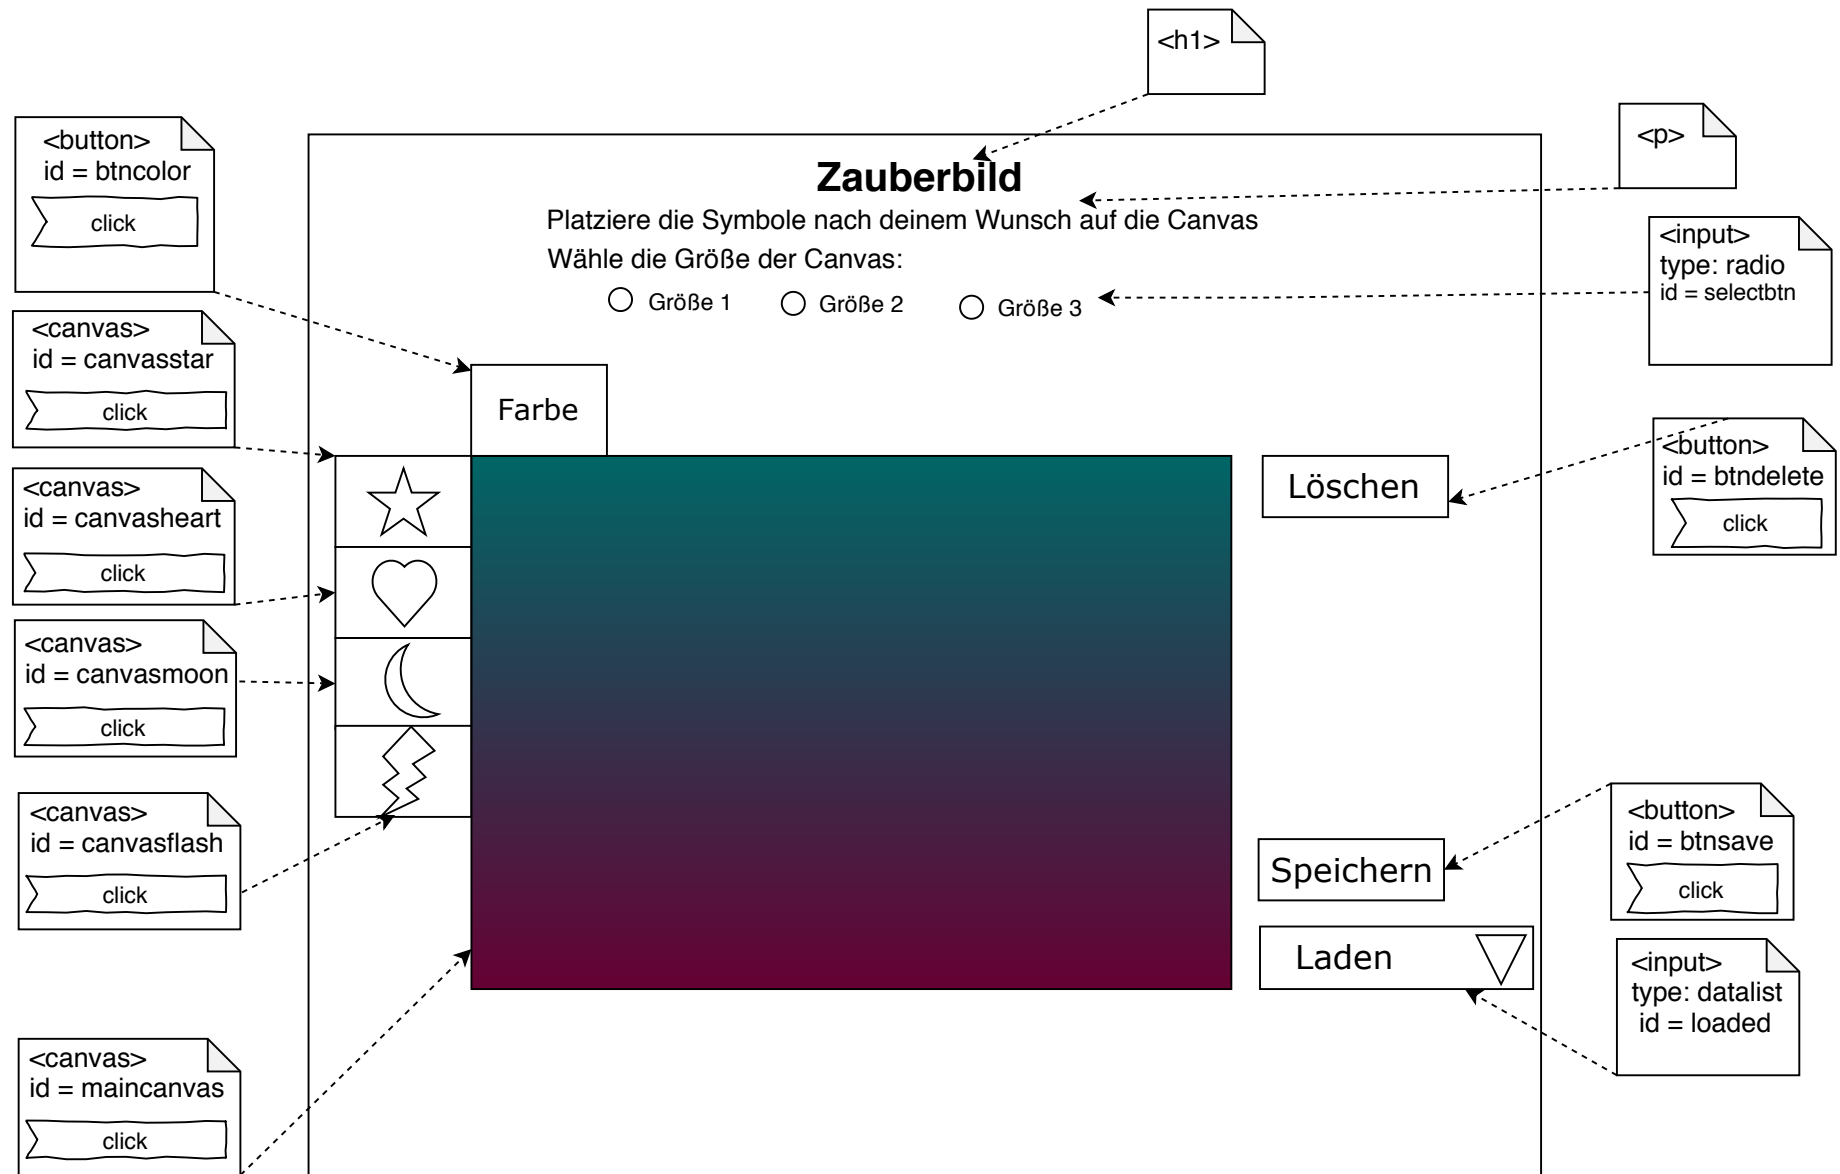 <h1>
<button>
id = btncolor
click
<p>
Zauberbild
Platziere die Symbole nach deinem Wunsch auf die Canvas
Wähle die Größe der Canvas:
Größe 1
Größe 2
Größe 3
<input>
type: radio
id = selectbtn
<canvas>
id = canvasstar
click
Farbe
<button>
id = btndelete
click
Löschen
<canvas>
id = canvasheart
click
<canvas>
id = canvasmoon
click
<canvas>
id = canvasflash
click
Speichern
<button>
id = btnsave
click
Laden
<input>
type: datalist
id = loaded
<canvas>
id = maincanvas
click